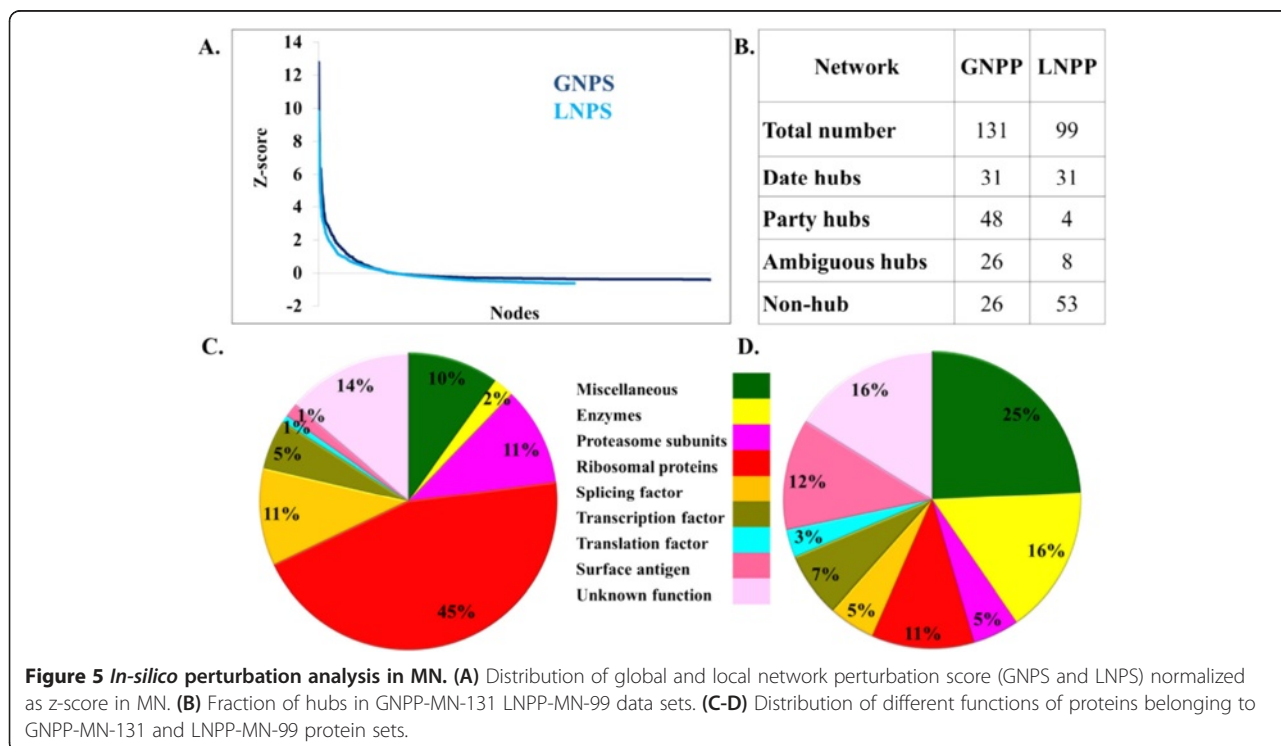 A.
14
12
10
8
6
4
2
0
-2
Z-score
Nodes
GNPS
LNPS
B.
Network GNPP LNPP
Total number 131 99
Date hubs 31 31
Party hubs 48 4
Ambiguous hubs 26 8
Non-hub 26 53
C.
10%
2%
11%
45%
11%
5%
1%
1%
14%
Miscellaneous
Enzymes
Proteasome subunits
Ribosomal proteins
Splicing factor
Transcription factor
Translation factor
Surface antigen
Unknown function
D.
25%
16%
5%
11%
5%
7%
3%
12%
16%
Figure 5 In-silico perturbation analysis in MN. (A) Distribution of global and local network perturbation score (GNPS and LNPS) normalized
as z-score in MN. (B) Fraction of hubs in GNPP-MN-131 LNPP-MN-99 data sets. (C-D) Distribution of different functions of proteins belonging to
GNPP-MN-131 and LNPP-MN-99 protein sets.